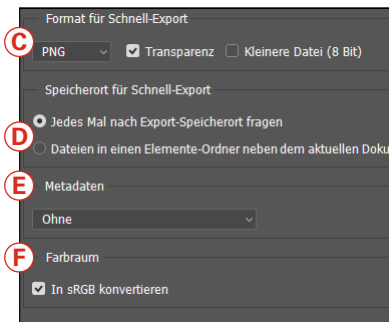 Format für Schnell-Export
C
PNG Transparenz Kleinere Datei (8 Bit)
Speicherort für Schnell-Export
Jedes Mal nach Export-Speicherort fragen
D
Dateien in einen Elemente-Ordner neben dem aktuellen Doku
E Metadaten
Ohne
F Farbraum
In sRGB konvertieren